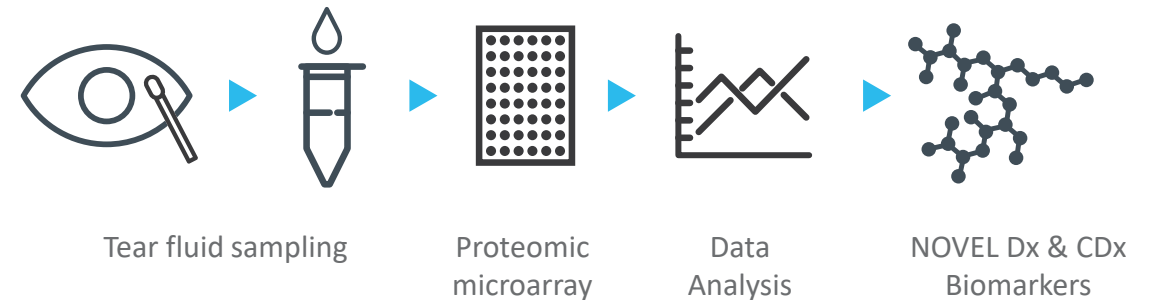 Tear fluid sampling
Proteomic
microarray
Data
Analysis
NOVEL Dx & CDx
Biomarkers